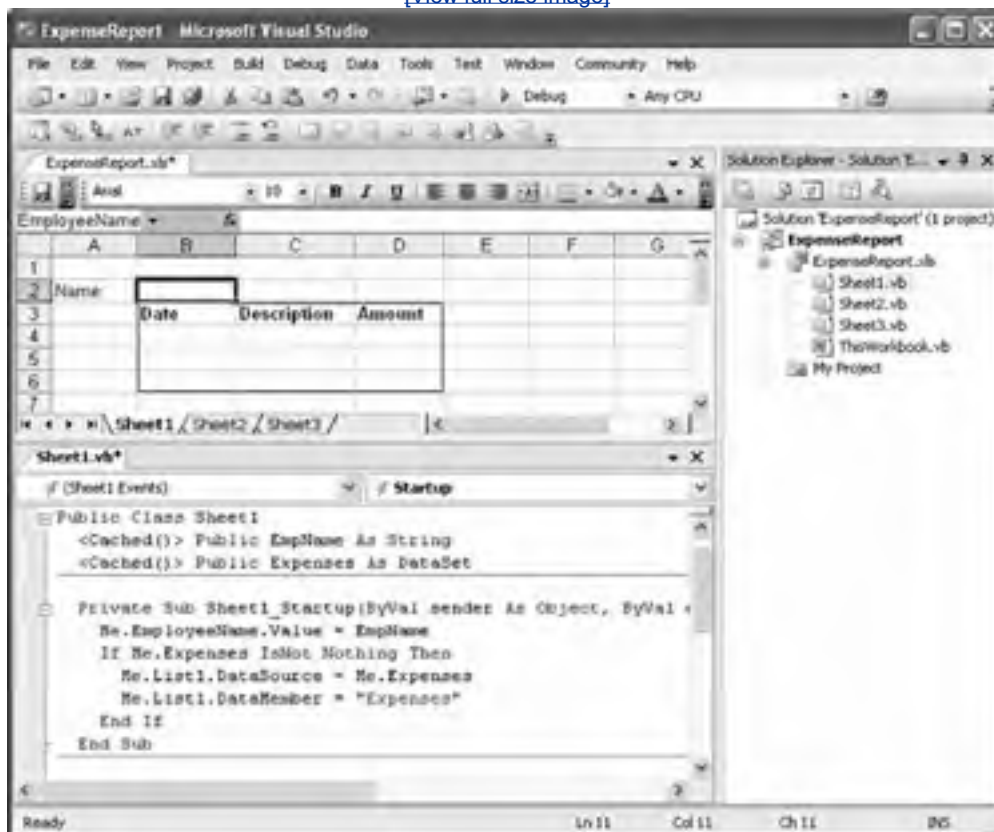 [View full size image]
ExpenseReport - Microsoft Visual Studio
File Edit View Project Build Debug Data Tools Test Window Community Help
Debug Any CPU
ExpenseReport.xls*
Arial 10 B I U A
EmployeeName fx
A B C D E F G
1
2 Name
3 Date Description Amount
4
5
6
7
Sheet1 / Sheet2 / Sheet3 /
Sheet1.vb*
(Sheet1 Events) Startup
Public Class Sheet1
<Cached()> Public EmpName As String
<Cached()> Public Expenses As DataSet
Private Sub Sheet1_Startup(ByVal sender As Object, ByVal e
Me.EmployeeName.Value = EmpName
If Me.Expenses IsNot Nothing Then
Me.List1.DataSource = Me.Expenses
Me.List1.DataMember = "Expenses"
End If
End Sub
Solution Explorer - Solution 'E...
Solution 'ExpenseReport' (1 project)
ExpenseReport
ExpenseReport.xls
Sheet1.vb
Sheet2.vb
Sheet3.vb
ThisWorkbook.vb
My Project
Ready Ln 11 Col 11 Ch 11 INS